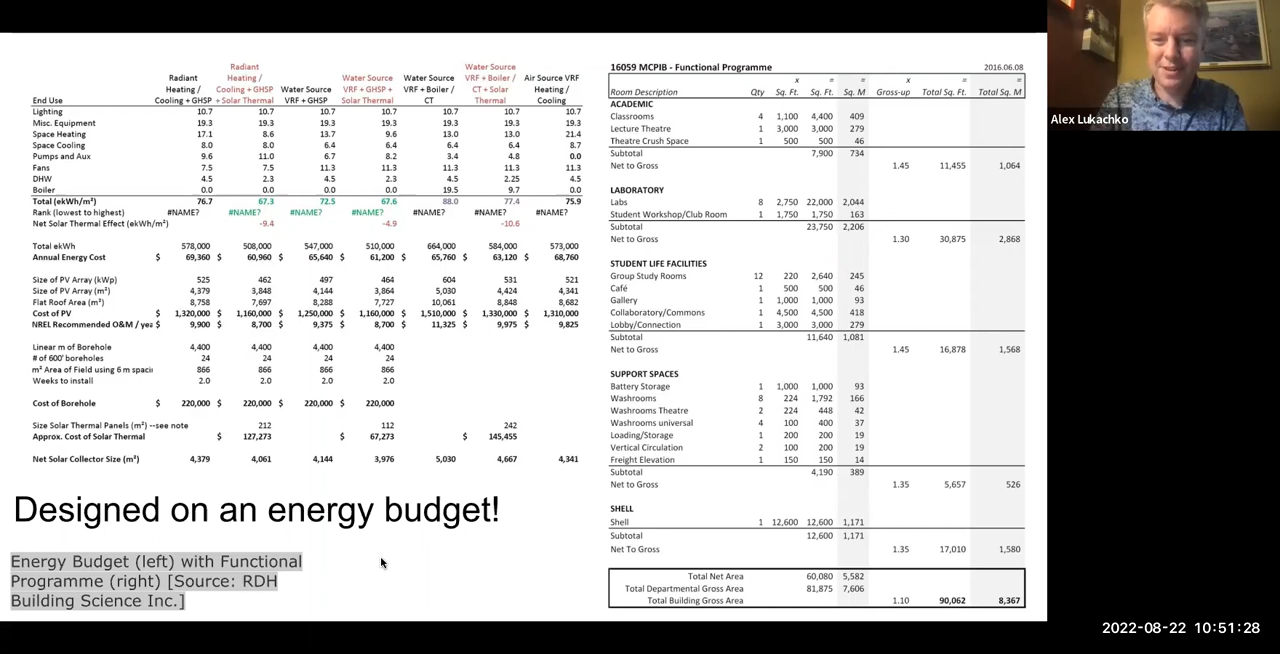 Radiant Heating / Cooling + GHSP
Radiant Heating / Cooling + GHSP + Solar Thermal
Water Source VRF + GHSP
Water Source VRF + GHSP + Solar Thermal
Water Source VRF + Boiler / CT
Water Source VRF + Boiler / CT + Solar Thermal
Air Source VRF Heating / Cooling
End Use
Lighting 10.7 10.7 10.7 10.7 10.7 10.7 10.7
Misc. Equipment 19.3 19.3 19.3 19.3 19.3 19.3 19.3
Space Heating 17.1 8.6 13.7 9.6 13.0 13.0 21.4
Space Cooling 8.0 8.0 6.4 6.4 6.4 6.4 8.7
Pumps and Aux 9.6 11.0 6.7 8.2 3.4 4.8 0.0
Fans 7.5 7.5 11.3 11.3 11.3 11.3 11.3
DHW 4.5 2.3 4.5 2.3 4.5 2.25 4.5
Boiler 0.0 0.0 0.0 0.0 19.5 9.7 0.0
Total (ekWh/m²) 76.7 67.3 72.5 67.6 88.0 77.4 75.9
Rank (lowest to highest) #NAME? #NAME? #NAME? #NAME? #NAME? #NAME? #NAME?
Net Solar Thermal Effect (ekWh/m²) -9.4 -4.9 -10.6
Total ekWh 578,000 508,000 547,000 510,000 664,000 584,000 573,000
Annual Energy Cost $ 69,360 $ 60,960 $ 65,640 $ 61,200 $ 65,760 $ 63,120 $ 68,760
Size of PV Array (kWp) 525 462 497 464 604 531 521
Size of PV Array (m²) 4,379 3,848 4,144 3,864 5,030 4,424 4,341
Flat Roof Area (m²) 8,758 7,697 8,288 7,727 10,061 8,848 8,682
Cost of PV $ 1,320,000 $ 1,160,000 $ 1,250,000 $ 1,160,000 $ 1,510,000 $ 1,330,000 $ 1,310,000
NREL Recommended O&M / yea $ 9,900 $ 8,700 $ 9,375 $ 8,700 $ 11,325 $ 9,975 $ 9,825
Linear m of Borehole 4,400 4,400 4,400 4,400
# of 600' boreholes 24 24 24 24
m² Area of Field using 6 m spacin 866 866 866 866
Weeks to install 2.0 2.0 2.0 2.0
Cost of Borehole $ 220,000 $ 220,000 $ 220,000 $ 220,000
Size Solar Thermal Panels (m²) --see note 212 112 242
Approx. Cost of Solar Thermal $ 127,273 $ 67,273 $ 145,455
Net Solar Collector Size (m²) 4,379 4,061 4,144 3,976 5,030 4,667 4,341
Designed on an energy budget!
Energy Budget (left) with Functional
Programme (right) [Source: RDH
Building Science Inc.]
16059 MCPIB - Functional Programme 2016.06.08
x = = x = =
Room Description Qty Sq. Ft. Sq. Ft. Sq. M Gross-up Total Sq. Ft. Total Sq. M
ACADEMIC
Classrooms 4 1,100 4,400 409
Lecture Theatre 1 3,000 3,000 279
Theatre Crush Space 1 500 500 46
Subtotal 7,900 734
Net to Gross 1.45 11,455 1,064
LABORATORY
Labs 8 2,750 22,000 2,044
Student Workshop/Club Room 1 1,750 1,750 163
Subtotal 23,750 2,206
Net to Gross 1.30 30,875 2,868
STUDENT LIFE FACILITIES
Group Study Rooms 12 220 2,640 245
Café 1 500 500 46
Gallery 1 1,000 1,000 93
Collaboratory/Commons 1 4,500 4,500 418
Lobby/Connection 1 3,000 3,000 279
Subtotal 11,640 1,081
Net to Gross 1.45 16,878 1,568
SUPPORT SPACES
Battery Storage 1 1,000 1,000 93
Washrooms 8 224 1,792 166
Washrooms Theatre 2 224 448 42
Washrooms universal 4 100 400 37
Loading/Storage 1 200 200 19
Vertical Circulation 2 100 200 19
Freight Elevation 1 150 150 14
Subtotal 4,190 389
Net to Gross 1.35 5,657 526
SHELL
Shell 1 12,600 12,600 1,171
Subtotal 12,600 1,171
Net To Gross 1.35 17,010 1,580
Total Net Area 60,080 5,582
Total Departmental Gross Area 81,875 7,606
Total Building Gross Area 1.10 90,062 8,367
Alex Lukachko
2022-08-22 10:51:28